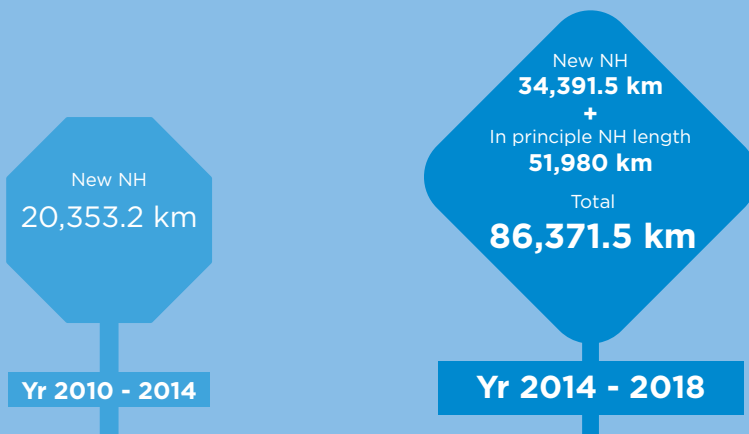 New NH
20,353.2 km
Yr 2010 - 2014
New NH
34,391.5 km
+
In principle NH length
51,980 km
Total
86,371.5 km
Yr 2014 - 2018